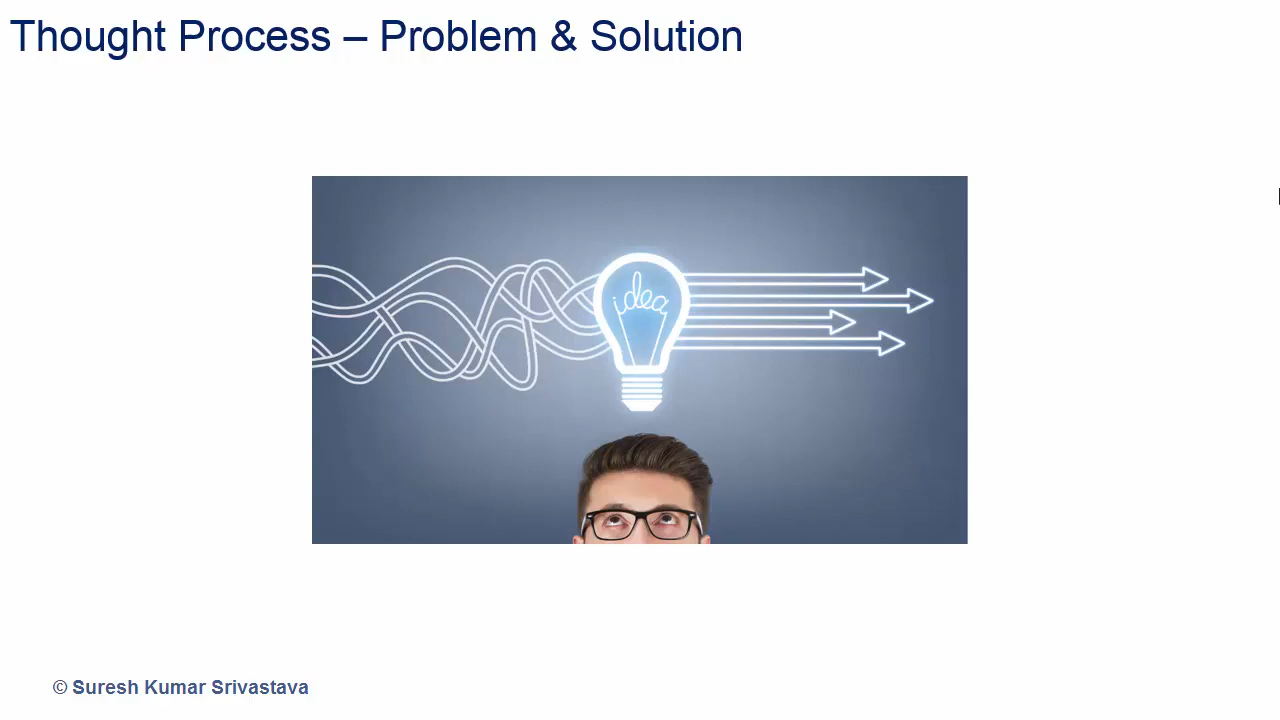 Thought Process – Problem & Solution
idea
© Suresh Kumar Srivastava